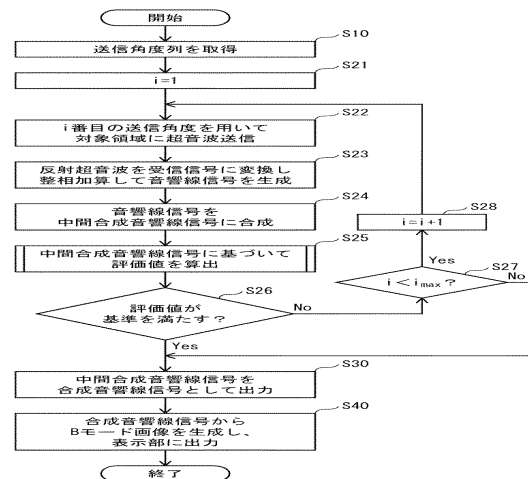 開始
S10
送信角度列を取得
S21
i=1
S22
i番目の送信角度を用いて
対象領域に超音波送信
S23
反射超音波を受信信号に変換し
整相加算して音響線信号を生成
S24
音響線信号を
中間合成音響線信号に合成
S28
i=i+1
S25
中間合成音響線信号に基づいて
評価値を算出
Yes
S27
i<imax?
No
S26
評価値が
基準を満たす?
No
Yes
S30
中間合成音響線信号を
合成音響線信号として出力
S40
合成音響線信号から
Bモード画像を生成し、
表示部に出力
終了